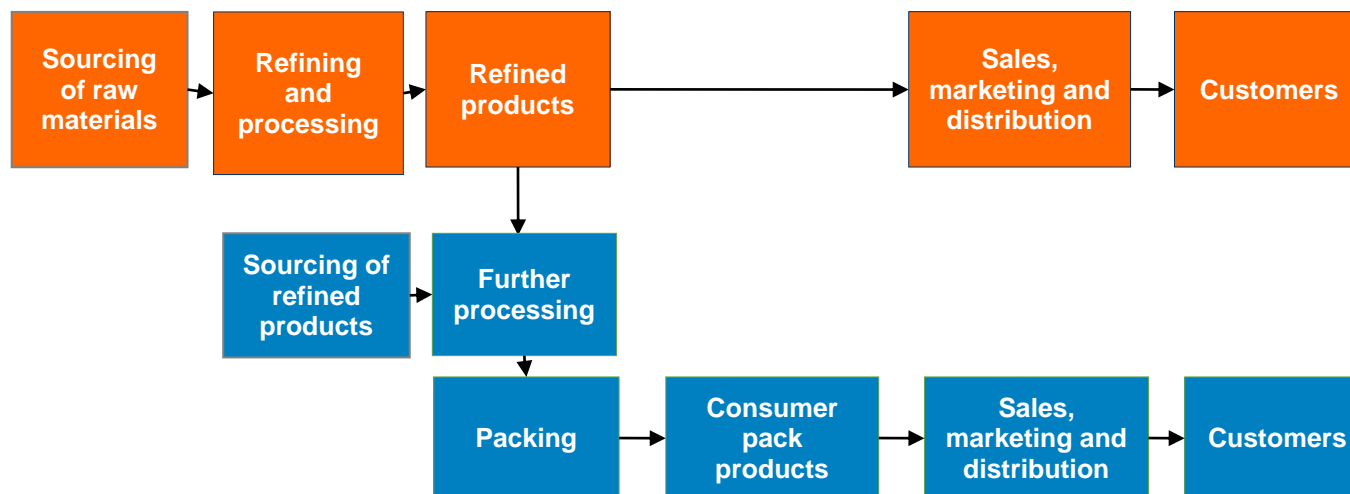 Sourcing
of raw
materials
Refining
and
processing
Refined
products
Sales,
marketing and
distribution
Customers
Sourcing of
refined
products
Further
processing
Packing
Consumer
pack
products
Sales,
marketing and
distribution
Customers